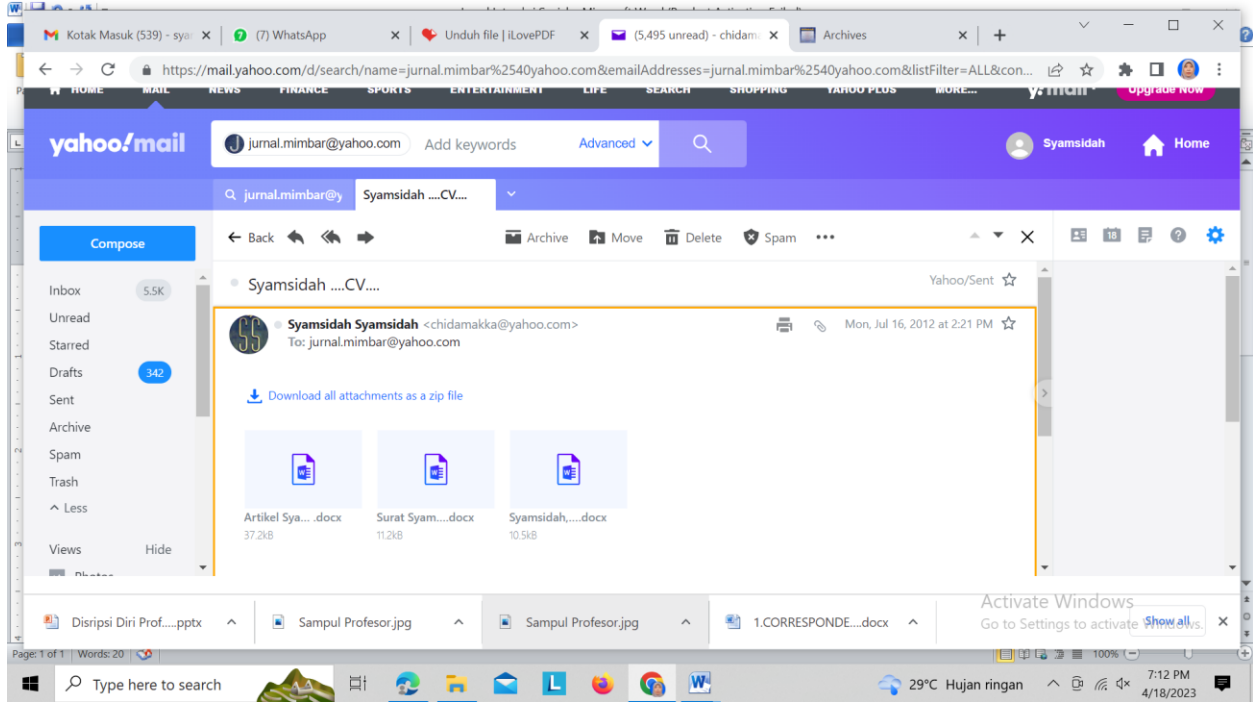 Kotak Masuk (539) - sya
(7) WhatsApp
Unduh file | iLovePDF
(5,495 unread) - chidama
Archives
https://mail.yahoo.com/d/search/name=jurnal.mimbar%2540yahoo.com&emailAddresses=jurnal.mimbar%2540yahoo.com&listFilter=ALL&con...
HOME MAIL NEWS FINANCE SPORTS ENTERTAINMENT LIFE SEARCH SHOPPING YAHOO PLUS MORE...
Upgrade Now
yahoo!mail
jurnal.mimbar@yahoo.com Add keywords Advanced
Syamsidah Home
jurnal.mimbar@y Syamsidah ....CV....
Compose
Back Archive Move Delete Spam
18
Syamsidah ....CV....
Yahoo/Sent
Inbox 5.5K
Unread
Starred
Drafts 342
Sent
Archive
Spam
Trash
Less
Views Hide
Photos
SS
Syamsidah Syamsidah <chidamakka@yahoo.com>
Mon, Jul 16, 2012 at 2:21 PM
To: jurnal.mimbar@yahoo.com
Download all attachments as a zip file
Artikel Sya... .docx Surat Syam....docx Syamsidah,....docx
37.2kB 11.2kB 10.5kB
Activate Windows
Go to Settings to activate Windows.
Disripsi Diri Prof.....pptx Sampul Profesor.jpg Sampul Profesor.jpg 1.CORRESPONDE....docx Show all
Page: 1 of 1 Words: 20 100%
Type here to search
29°C Hujan ringan
7:12 PM
4/18/2023